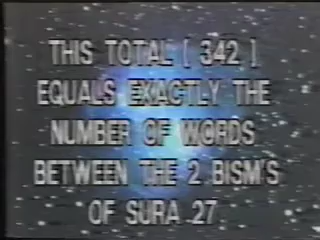 THIS TOTAL [ 342 ]
EQUALS EXACTLY THE
NUMBER OF WORDS
BETWEEN THE 2 BISM'S
OF SURA 27